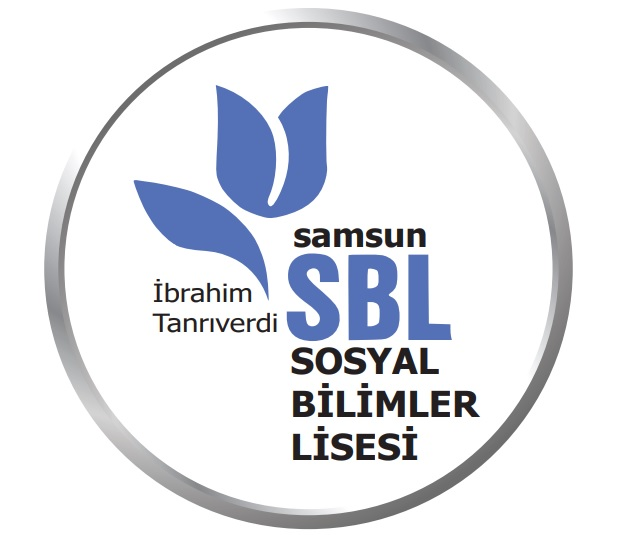 samsun
SBL
İbrahim
Tanrıverdi
SOSYAL
BİLİMLER
LİSESİ